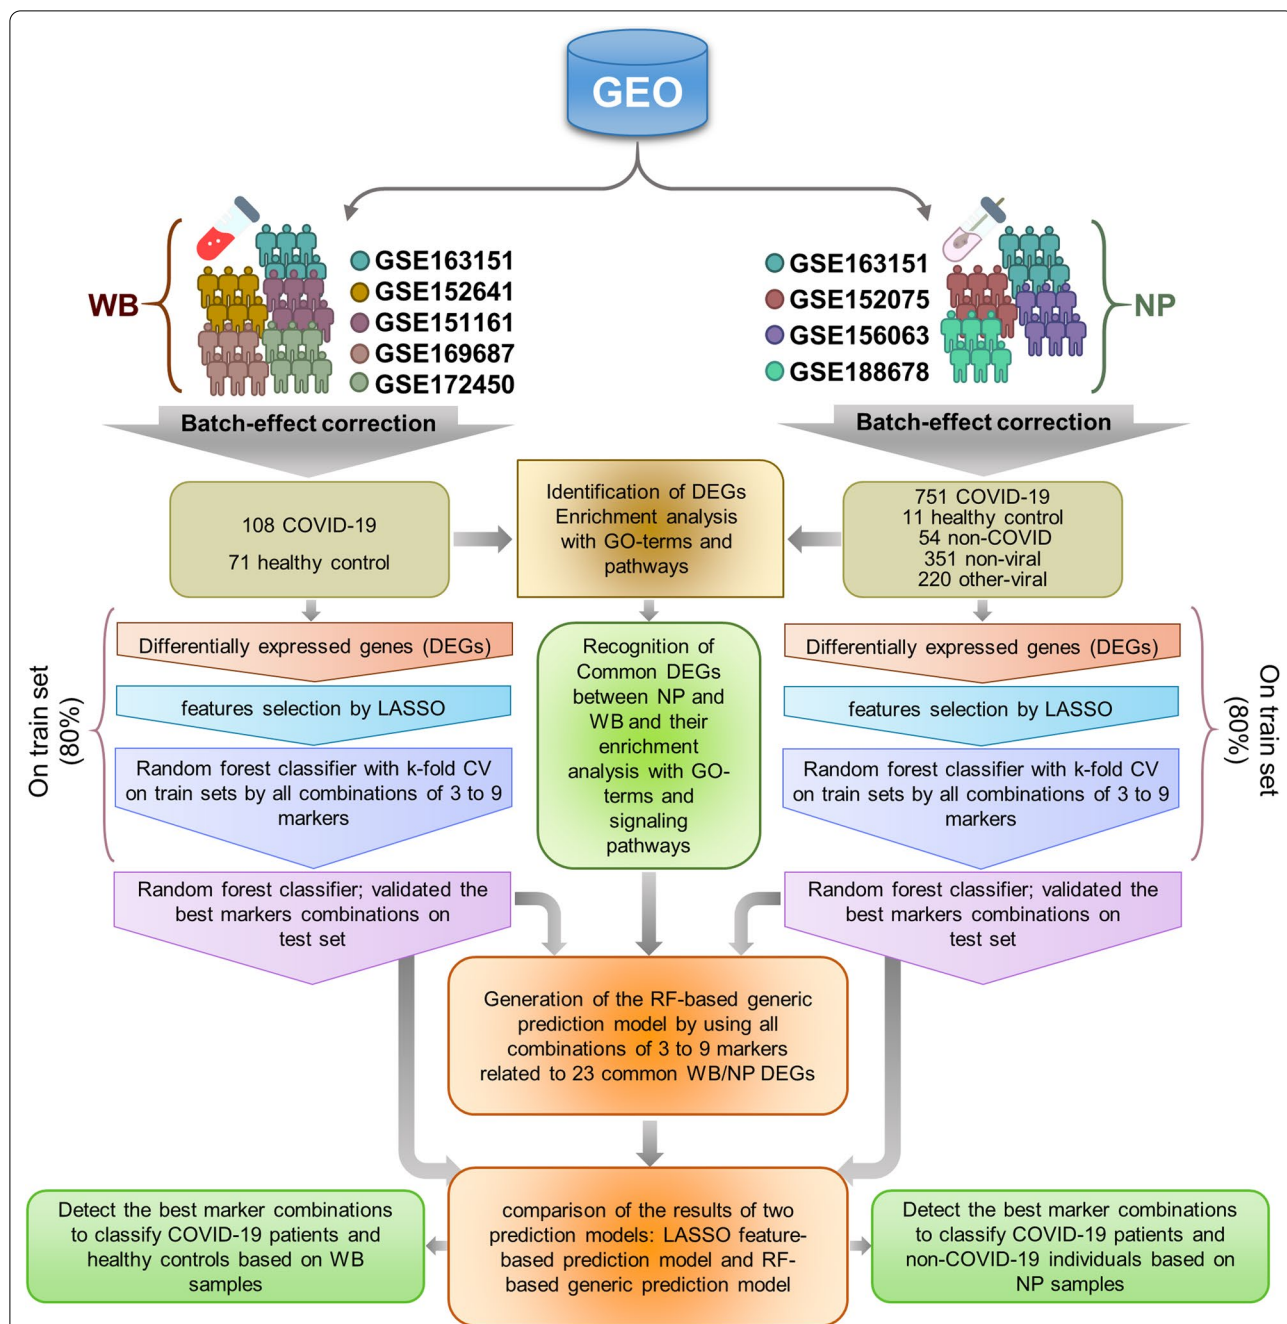 GEO
WB
GSE163151
GSE152641
GSE151161
GSE169687
GSE172450
GSE163151
GSE152075
GSE156063
GSE188678
NP
Batch-effect correction
Batch-effect correction
108 COVID-19
71 healthy control
Identification of DEGs
Enrichment analysis
with GO-terms and
pathways
751 COVID-19
11 healthy control
54 non-COVID
351 non-viral
220 other-viral
On train set
(80%)
Differentially expressed genes (DEGs)
features selection by LASSO
Random forest classifier with k-fold CV
on train sets by all combinations of 3 to 9
markers
Random forest classifier; validated the
best markers combinations on
test set
Recognition of
Common DEGs
between NP and
WB and their
enrichment
analysis with GO-
terms and
signaling
pathways
Differentially expressed genes (DEGs)
features selection by LASSO
Random forest classifier with k-fold CV
on train sets by all combinations of 3 to 9
markers
Random forest classifier; validated the
best markers combinations on
test set
On train set
(80%)
Generation of the RF-based generic
prediction model by using all
combinations of 3 to 9 markers
related to 23 common WB/NP DEGs
Detect the best marker combinations
to classify COVID-19 patients and
healthy controls based on WB
samples
comparison of the results of two
prediction models: LASSO feature-
based prediction model and RF-
based generic prediction model
Detect the best marker combinations
to classify COVID-19 patients and
non-COVID-19 individuals based on
NP samples